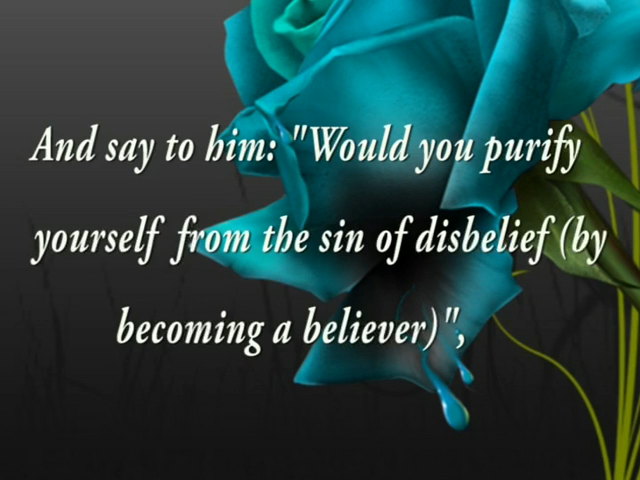 And say to him: "Would you purify
yourself from the sin of disbelief (by
becoming a believer)",